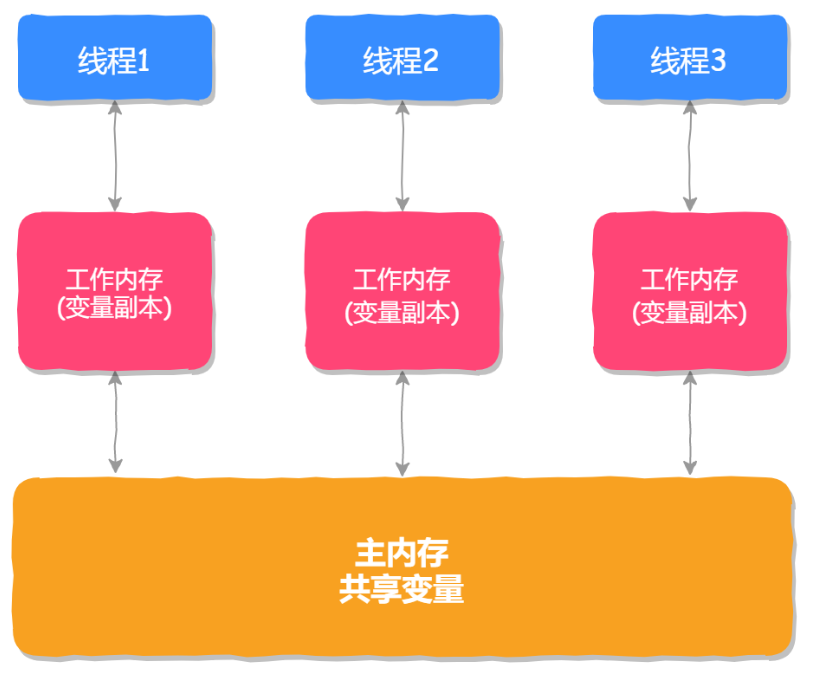 线程1
线程2
线程3
工作内存
(变量副本)
工作内存
(变量副本)
工作内存
(变量副本)
主内存
共享变量